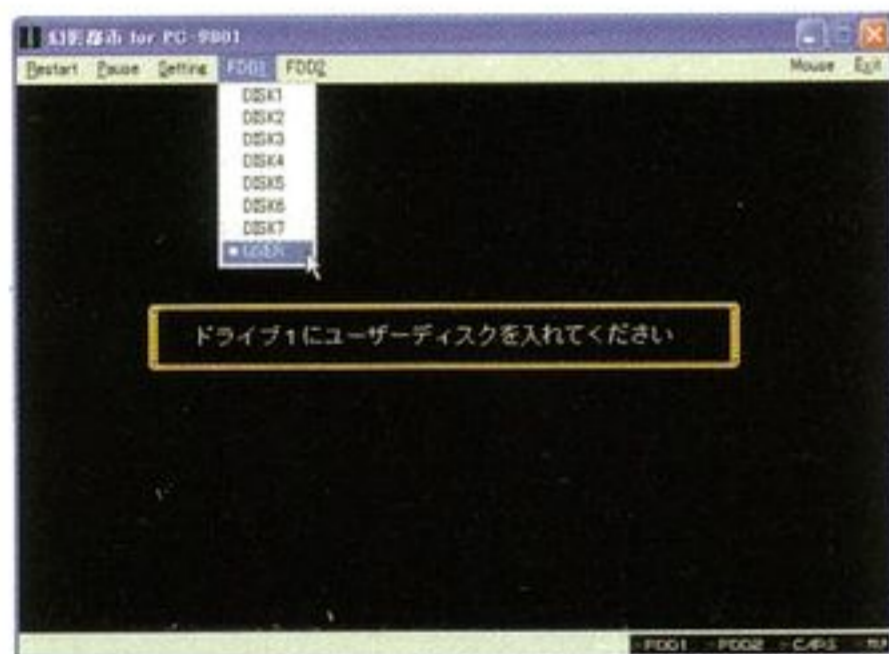 幻影都市 for PC-9801
Restart Pause Setting FDD1 FDD2 Mouse Exit
DISK1
DISK2
DISK3
DISK4
DISK5
DISK6
DISK7
USER
ドライブ1にユーザーディスクを入れてください
FDD1 FDD2 CAPS カナ